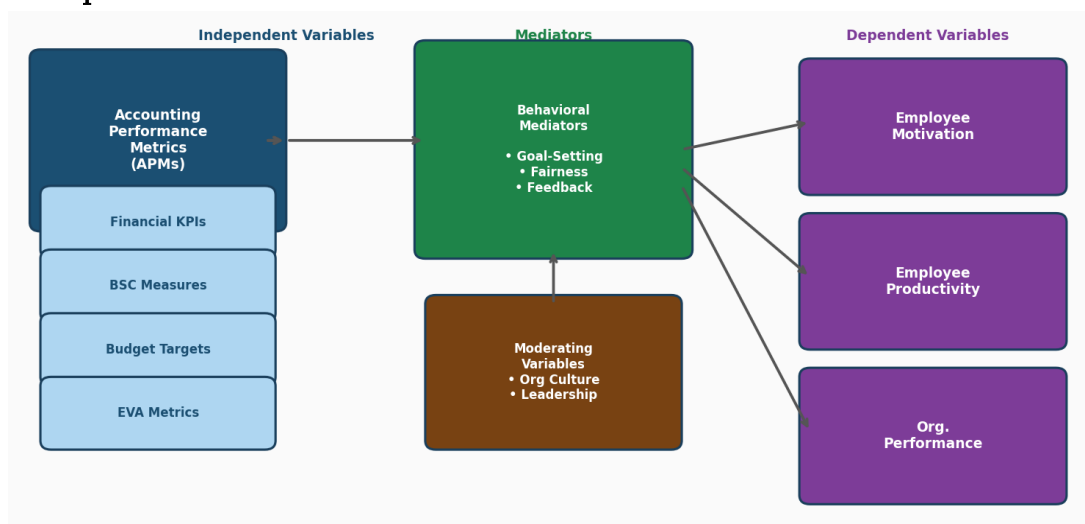 Independent Variables
Mediators
Dependent Variables
Accounting
Performance
Metrics
(APMs)
Financial KPIs
BSC Measures
Budget Targets
EVA Metrics
Behavioral
Mediators
• Goal-Setting
• Fairness
• Feedback
Moderating
Variables
• Org Culture
• Leadership
Employee
Motivation
Employee
Productivity
Org.
Performance